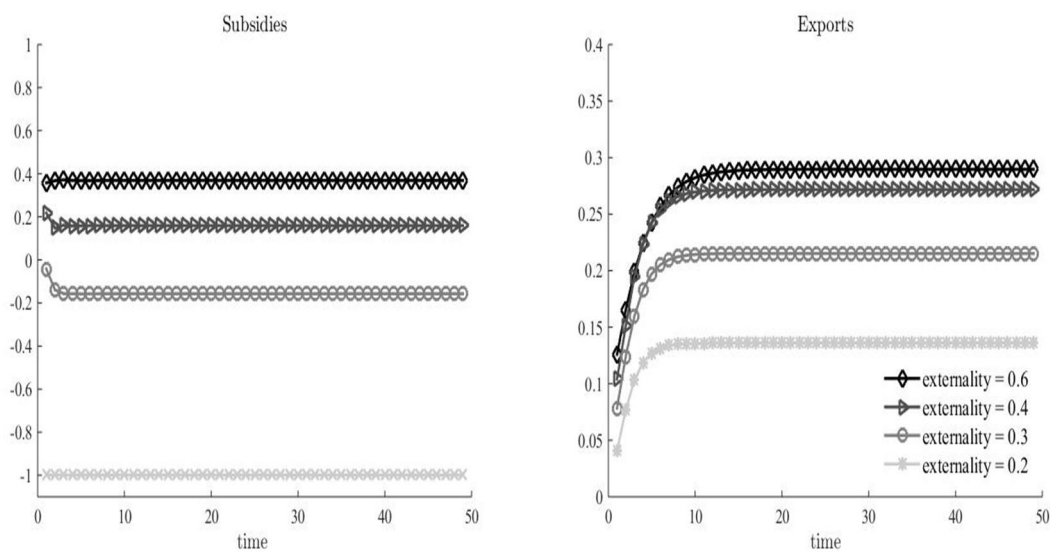 Subsidies
1
0.8
0.6
0.4
0.2
0
-0.2
-0.4
-0.6
-0.8
-1
0 10 20 30 40 50
time
Exports
0.4
0.35
0.3
0.25
0.2
0.15
0.1
0.05
0
externality = 0.6
externality = 0.4
externality = 0.3
externality = 0.2
0 10 20 30 40 50
time